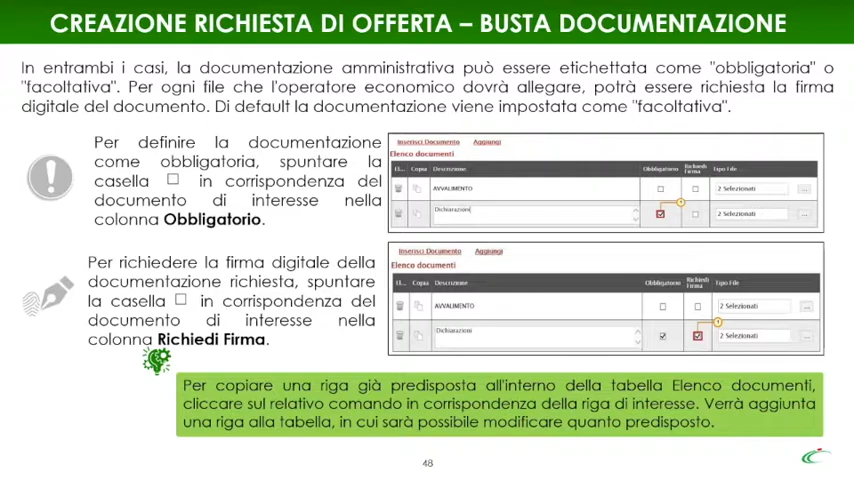 CREAZIONE RICHIESTA DI OFFERTA – BUSTA DOCUMENTAZIONE
In entrambi i casi, la documentazione amministrativa può essere etichettata come "obbligatoria" o
"facoltativa". Per ogni file che l'operatore economico dovrà allegare, potrà essere richiesta la firma
digitale del documento. Di default la documentazione viene impostata come "facoltativa".
Per definire la documentazione
come obbligatoria, spuntare la
casella ☐ in corrispondenza del
documento di interesse nella
colonna Obbligatorio.
Inserisci Documento Aggiungi
Elenco documenti
El... Copia Descrizione Obbligatorio Richiedi Firma Tipo File
AVVALIMENTO 2 Selezionati ...
Dichiarazioni 2 Selezionati ...
Per richiedere la firma digitale della
documentazione richiesta, spuntare
la casella ☐ in corrispondenza del
documento di interesse nella
colonna Richiedi Firma.
Inserisci Documento Aggiungi
Elenco documenti
El... Copia Descrizione Obbligatorio Richiedi Firma Tipo File
AVVALIMENTO 2 Selezionati ...
Dichiarazioni 2 Selezionati ...
Per copiare una riga già predisposta all'interno della tabella Elenco documenti,
cliccare sul relativo comando in corrispondenza della riga di interesse. Verrà aggiunta
una riga alla tabella, in cui sarà possibile modificare quanto predisposto.
48